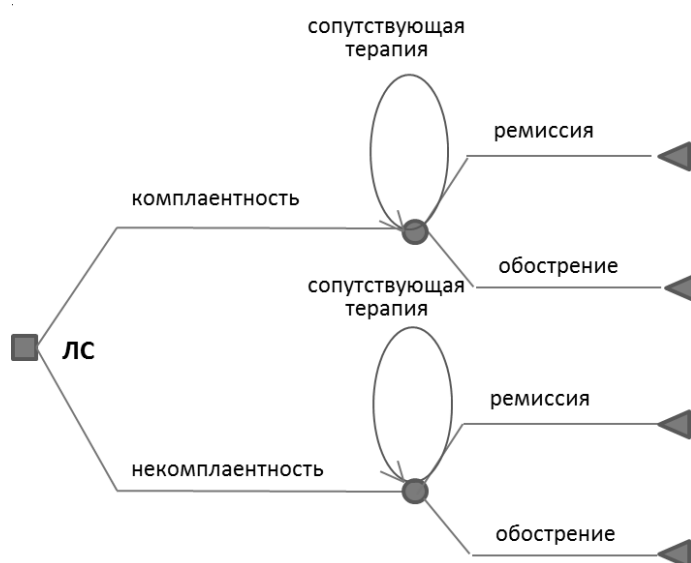 сопутствующая
терапия
ремиссия
комплаентность
обострение
сопутствующая
терапия
ЛС
ремиссия
некомплаентность
обострение